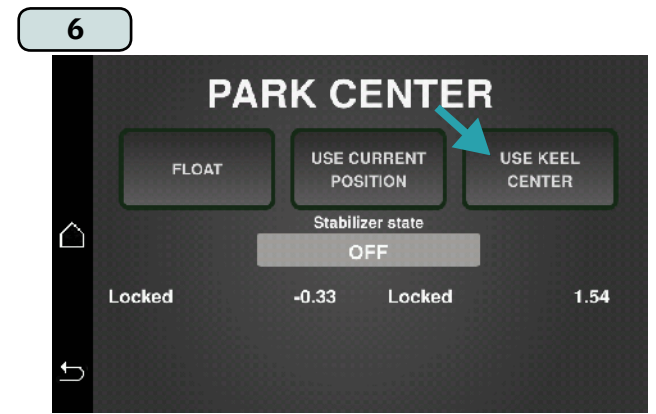 6
PARK CENTER
FLOAT
USE CURRENT
POSITION
USE KEEL
CENTER
Stabilizer state
OFF
Locked -0.33 Locked 1.54